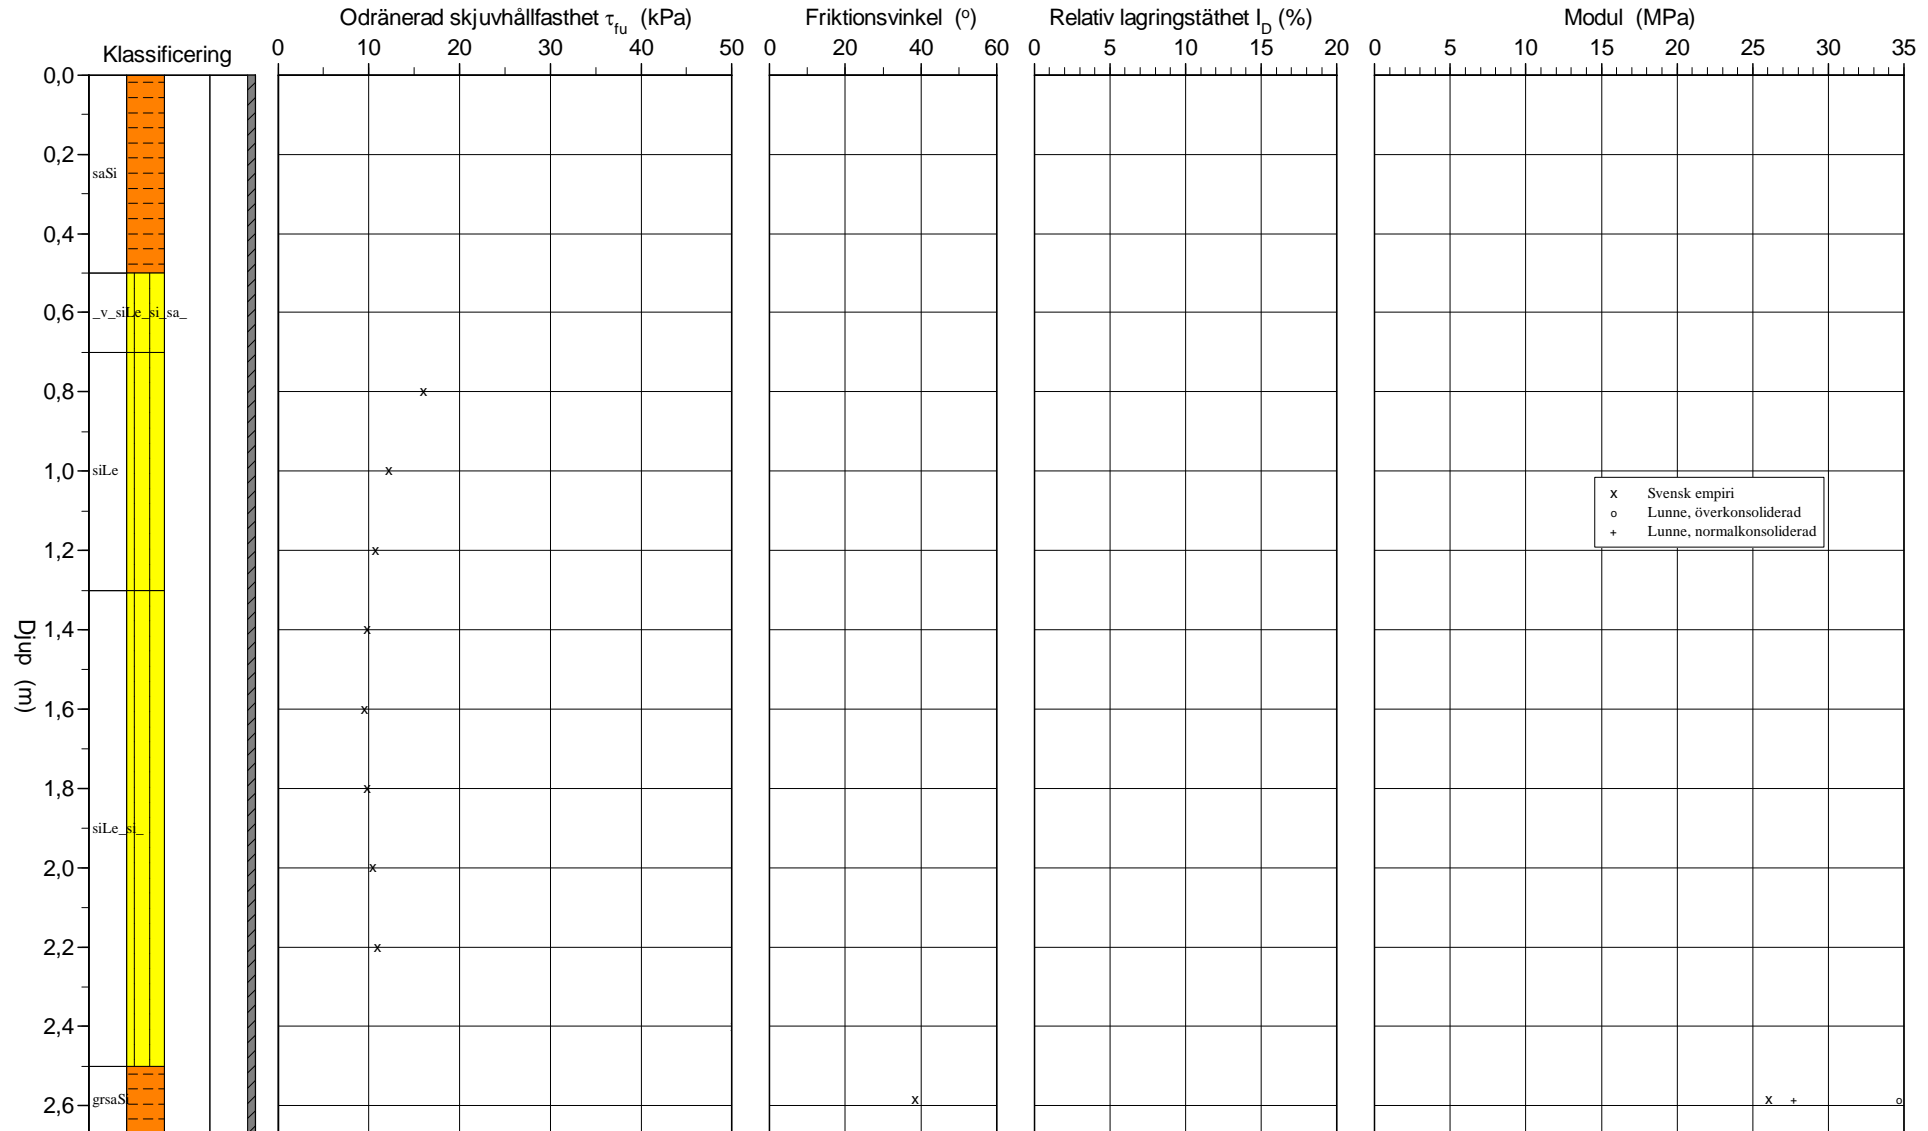 Odränerad skjuvhållfasthet τfu (kPa)
Friktionsvinkel (o)
Relativ lagringstäthet ID (%)
Modul (MPa)
Klassificering
0 10 20 30 40 50
0 20 40 60
0 5 10 15 20
0 5 10 15 20 25 30 35
0,0
0,2
saSi
0,4
0,6
_v_siLe_si_sa_
0,8
1,0
siLe
x Svensk empiri
o Lunne, överkonsoliderad
+ Lunne, normalkonsoliderad
1,2
1,4
Djup (m)
1,6
1,8
siLe_si_
2,0
2,2
2,4
2,6
grsaSi